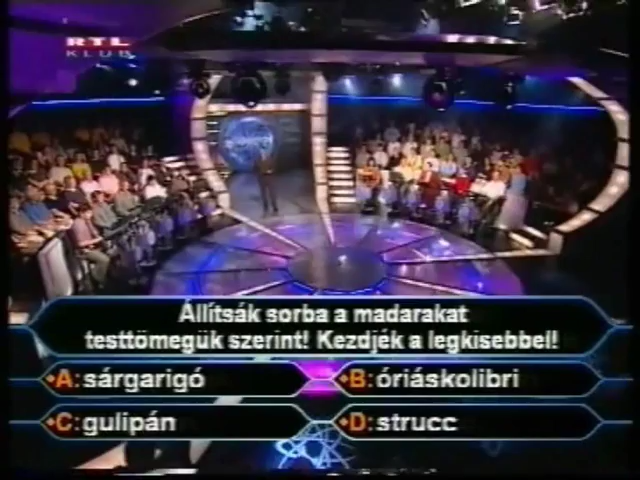 RTL
KLUB
Állítsák sorba a madarakat
testtömegük szerint! Kezdjék a legkisebbel!
A: sárgarigó
B: óriáskolibri
C: gulipán
D: strucc